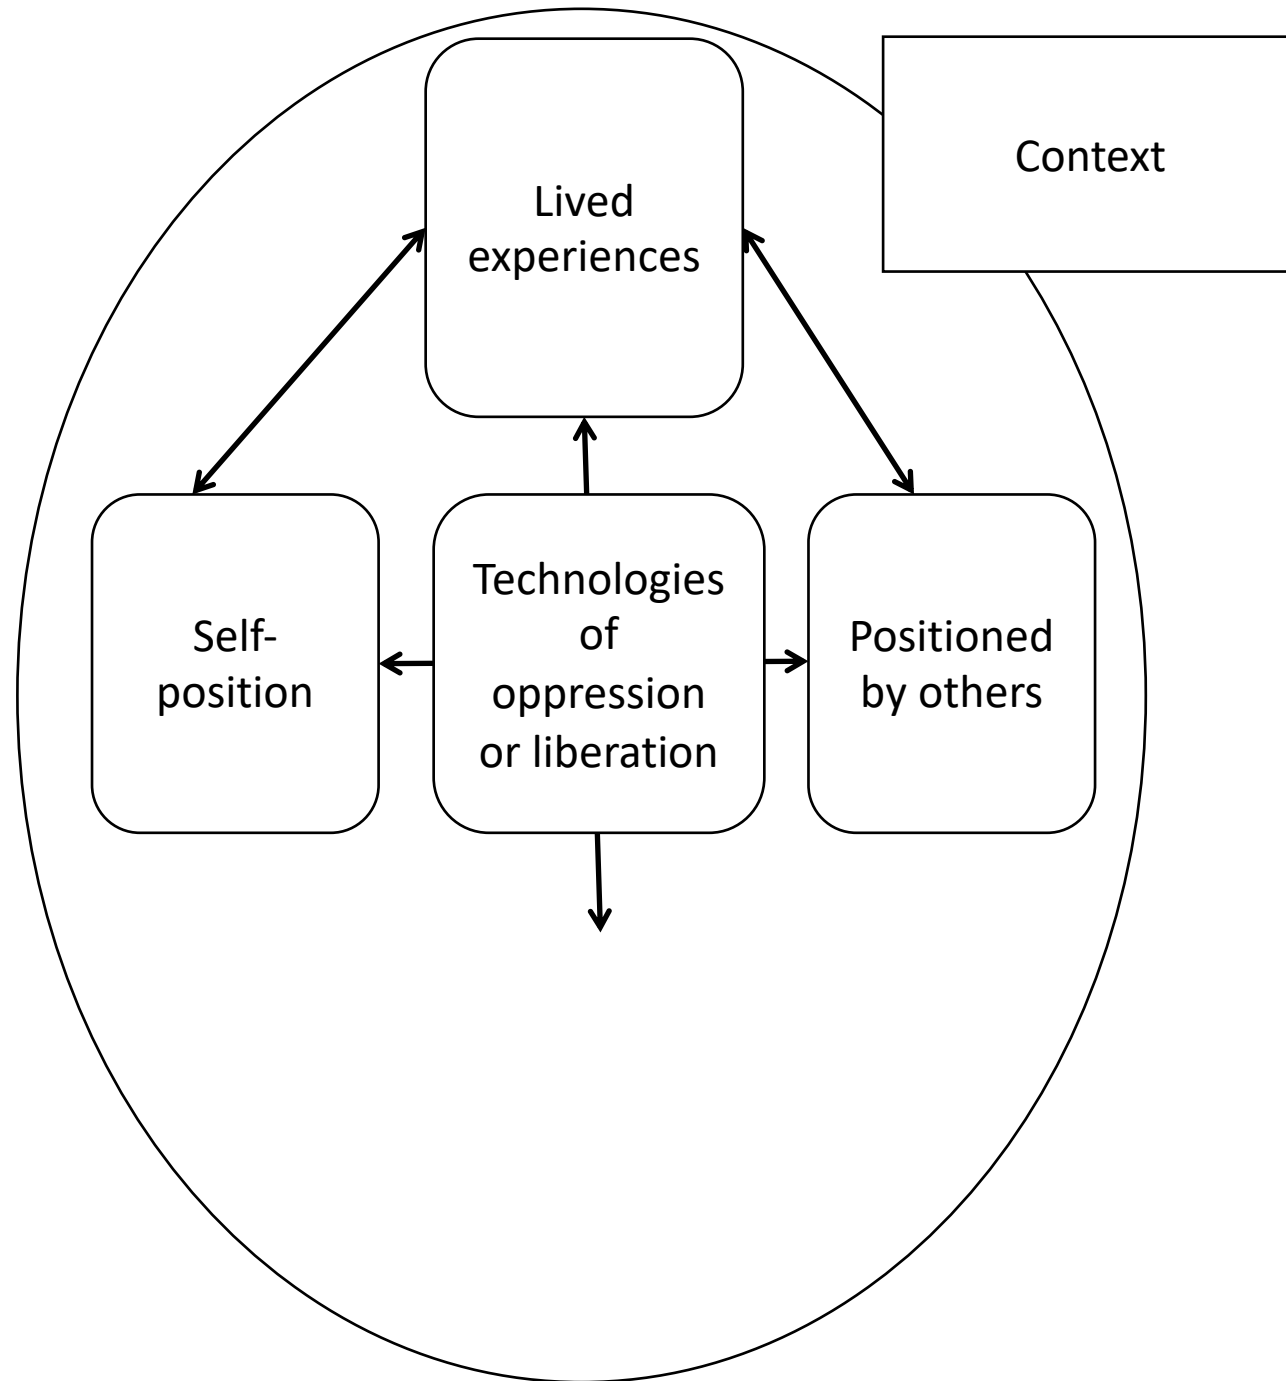 Context
Lived
experiences
Self-
position
Technologies
of
oppression
or liberation
Positioned
by others